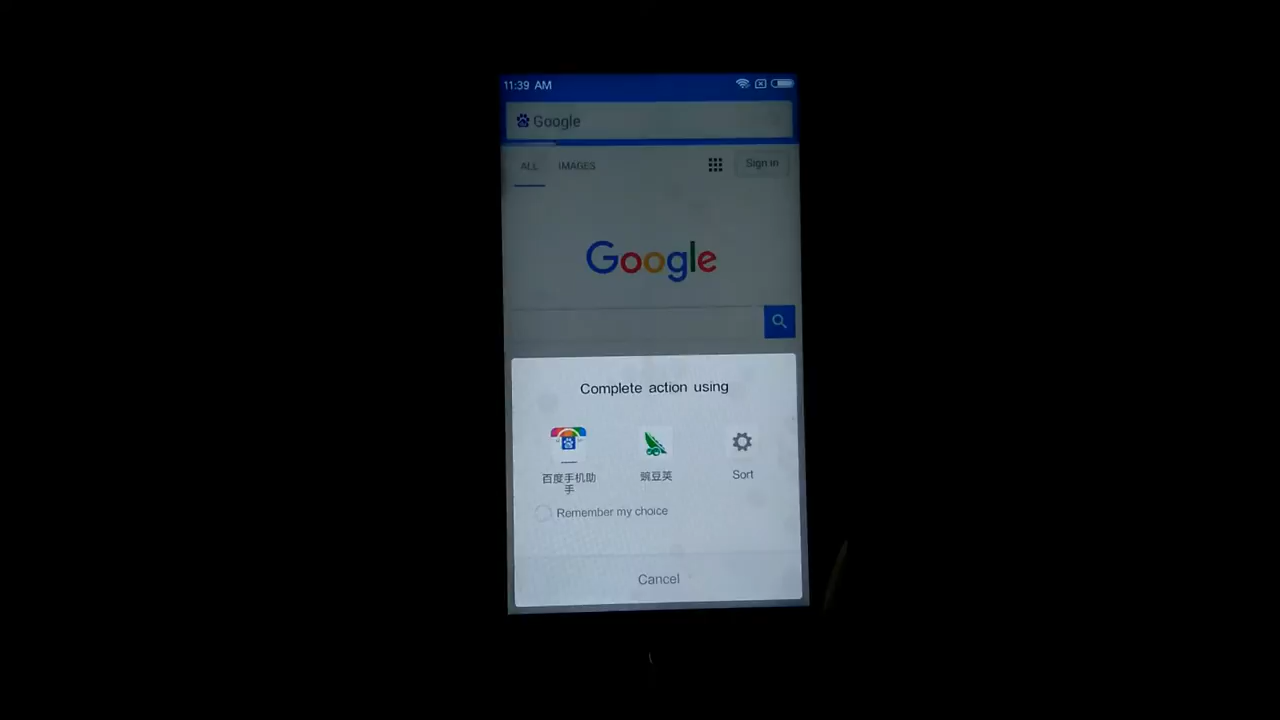 11:39 AM
Google
ALL IMAGES Sign in
Google
Complete action using
百度手机助
手
豌豆荚
Sort
Remember my choice
Cancel